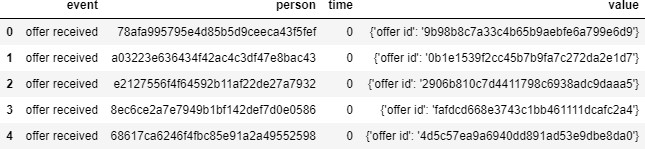 event person time value
0 offer received 78afa995795e4d85b5d9ceeca43f5fef 0 {'offer id': '9b98b8c7a33c4b65b9aebfe6a799e6d9'}
1 offer received a03223e636434f42ac4c3df47e8bac43 0 {'offer id': '0b1e1539f2cc45b7b9fa7c272da2e1d7'}
2 offer received e2127556f4f64592b11af22de27a7932 0 {'offer id': '2906b810c7d4411798c6938adc9daaa5'}
3 offer received 8ec6ce2a7e7949b1bf142def7d0e0586 0 {'offer id': 'fafdcd668e3743c1bb461111dcafc2a4'}
4 offer received 68617ca6246f4fbc85e91a2a49552598 0 {'offer id': '4d5c57ea9a6940dd891ad53e9dbe8da0'}